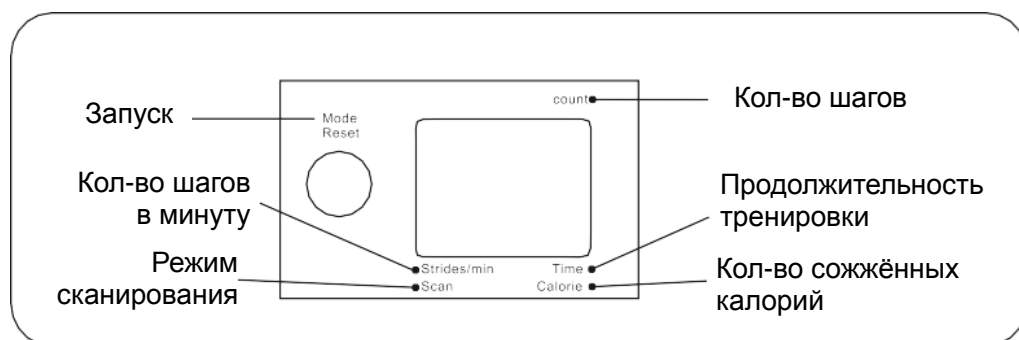 count
Кол-во шагов
Запуск
Mode
Reset
Кол-во шагов
в минуту
Продолжительность
тренировки
Strides/min
Time
Режим
сканирования
Scan
Calorie
Кол-во сожжённых
калорий